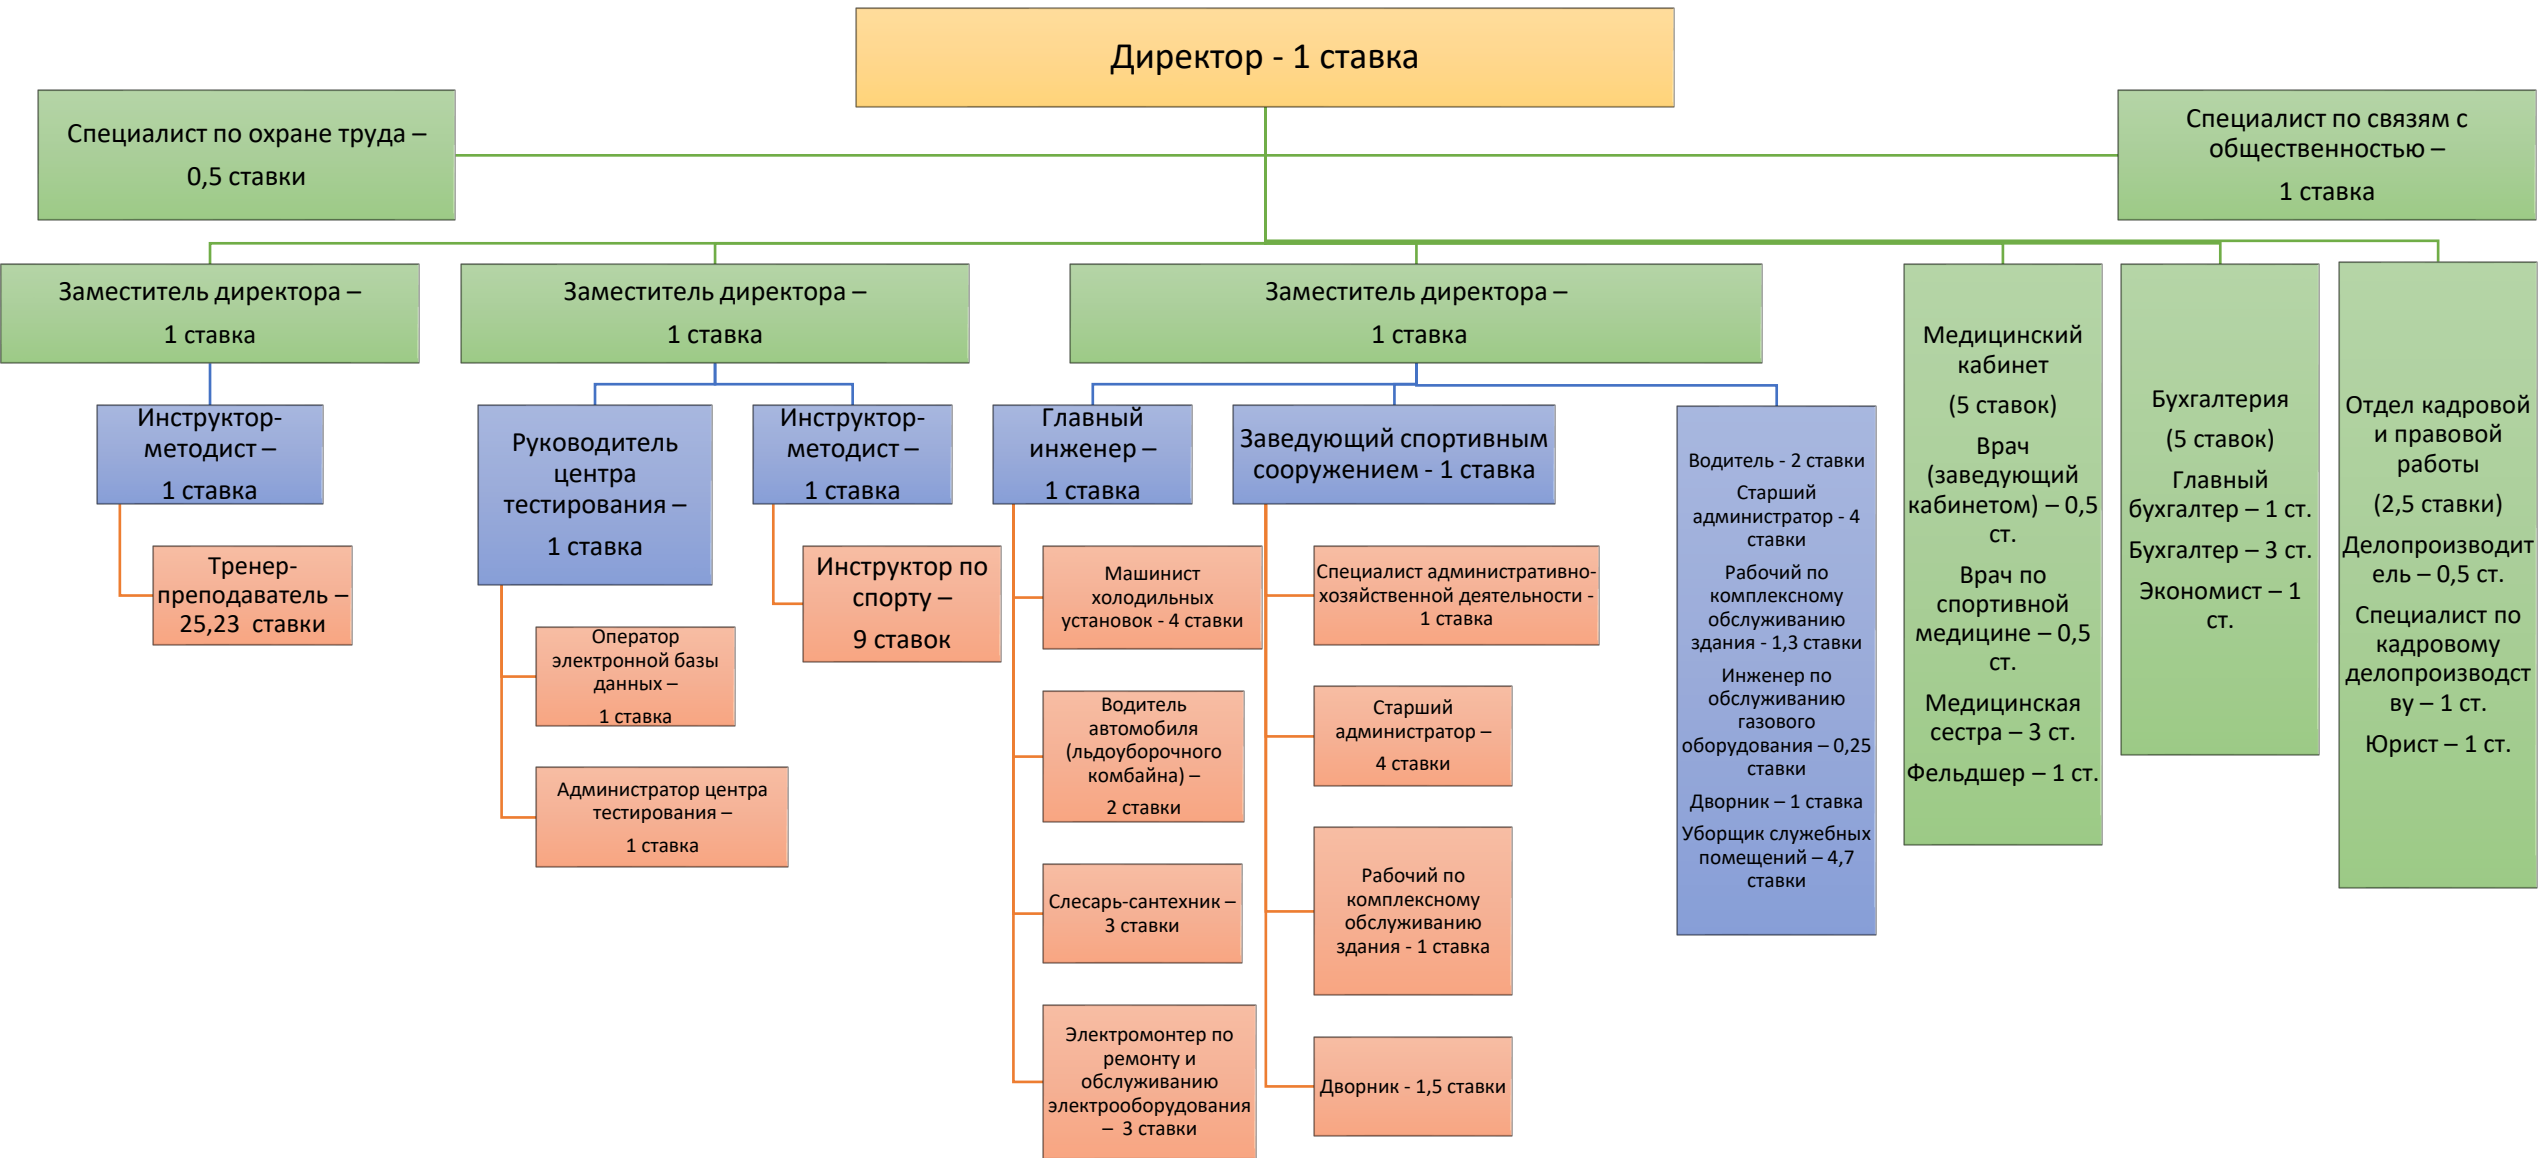 Директор - 1 ставка
Специалист по охране труда –
0,5 ставки
Специалист по связям с
общественностью –
1 ставка
Заместитель директора –
1 ставка
Заместитель директора –
1 ставка
Заместитель директора –
1 ставка
Инструктор-
методист –
1 ставка
Тренер-
преподаватель –
25,23 ставки
Руководитель
центра
тестирования –
1 ставка
Оператор
электронной базы
данных –
1 ставка
Администратор центра
тестирования –
1 ставка
Инструктор-
методист –
1 ставка
Инструктор по
спорту –
9 ставок
Главный
инженер –
1 ставка
Машинист
холодильных
установок - 4 ставки
Водитель
автомобиля
(льдоуборочного
комбайна) –
2 ставки
Слесарь-сантехник –
3 ставки
Электромонтер по
ремонту и
обслуживанию
электрооборудования
– 3 ставки
Заведующий спортивным
сооружением - 1 ставка
Специалист административно-
хозяйственной деятельности -
1 ставка
Старший
администратор –
4 ставки
Рабочий по
комплексному
обслуживанию
здания - 1 ставка
Дворник - 1,5 ставки
Водитель - 2 ставки
Старший
администратор - 4
ставки
Рабочий по
комплексному
обслуживанию
здания - 1,3 ставки
Инженер по
обслуживанию
газового
оборудования – 0,25
ставки
Дворник – 1 ставка
Уборщик служебных
помещений – 4,7
ставки
Медицинский
кабинет
(5 ставок)
Врач
(заведующий
кабинетом) – 0,5
ст.
Врач по
спортивной
медицине – 0,5
ст.
Медицинская
сестра – 3 ст.
Фельдшер – 1 ст.
Бухгалтерия
(5 ставок)
Главный
бухгалтер – 1 ст.
Бухгалтер – 3 ст.
Экономист – 1
ст.
Отдел кадровой
и правовой
работы
(2,5 ставки)
Делопроизводит
ель – 0,5 ст.
Специалист по
кадровому
делопроизводст
ву – 1 ст.
Юрист – 1 ст.